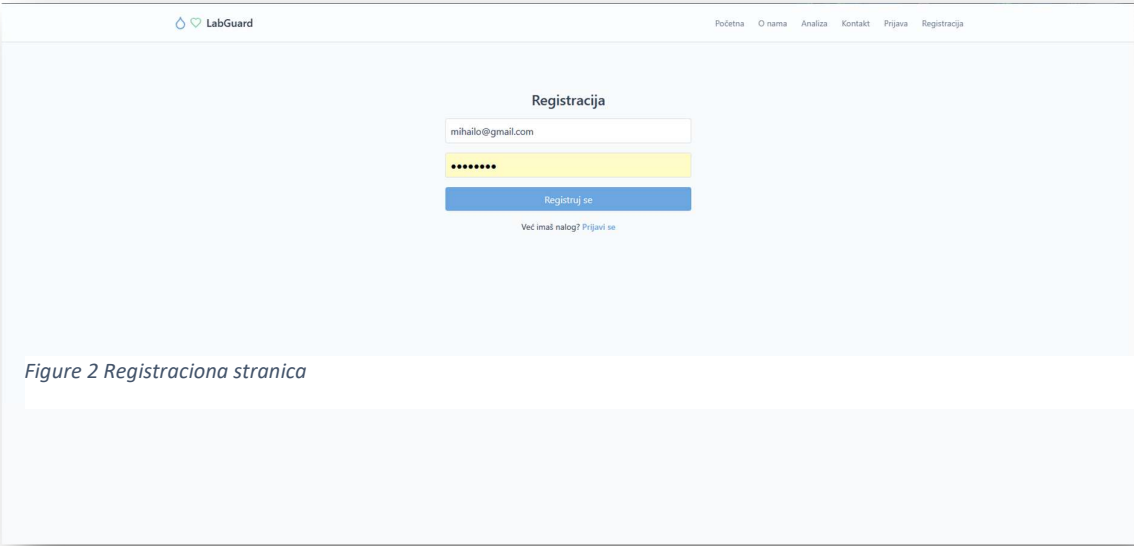 LabGuard
Početna O nama Analiza Kontakt Prijava Registracija
Registracija
mihailo@gmail.com
••••••••
Registruj se
Već imaš nalog? Prijavi se
Figure 2 Registraciona stranica